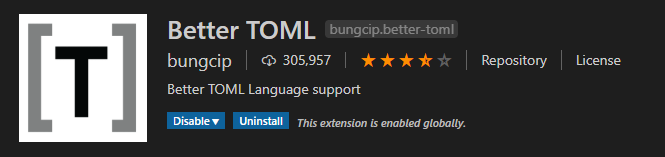 [T]
Better TOML bungcip.better-toml
bungcip 305,957 Repository License
Better TOML Language support
Disable Uninstall This extension is enabled globally.